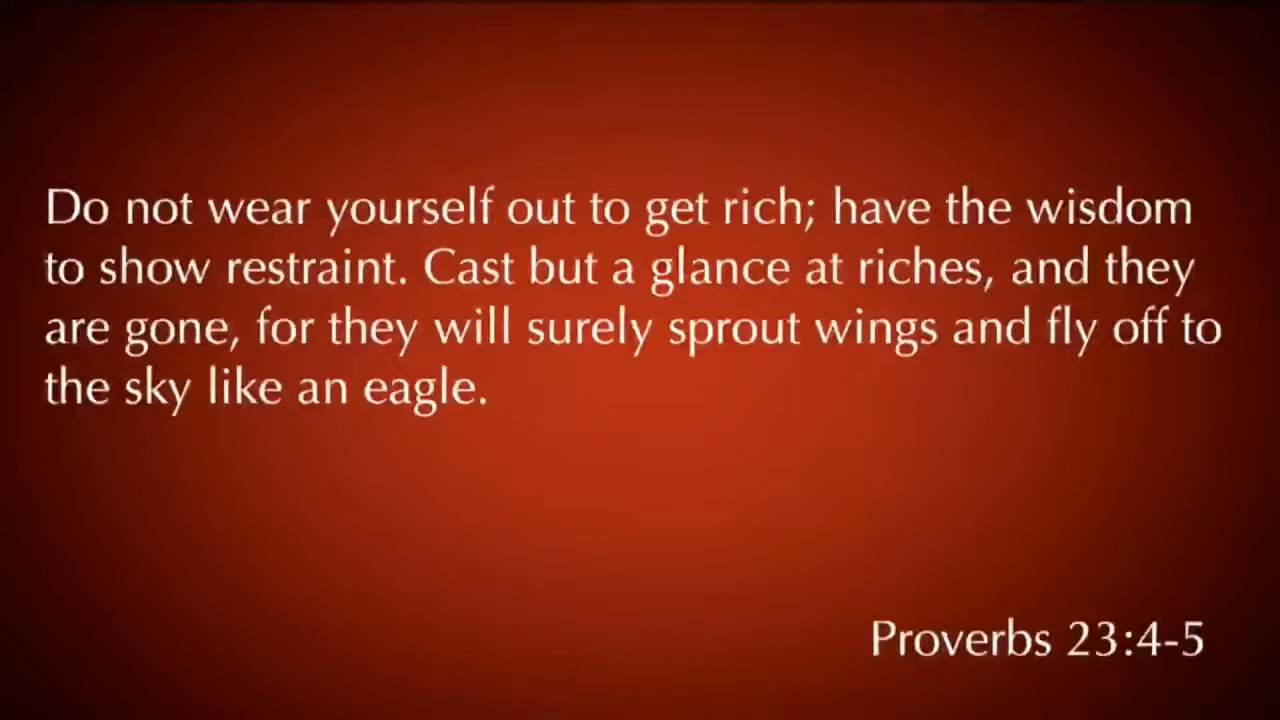 Do not wear yourself out to get rich; have the wisdom
to show restraint. Cast but a glance at riches, and they
are gone, for they will surely sprout wings and fly off to
the sky like an eagle.
Proverbs 23:4-5